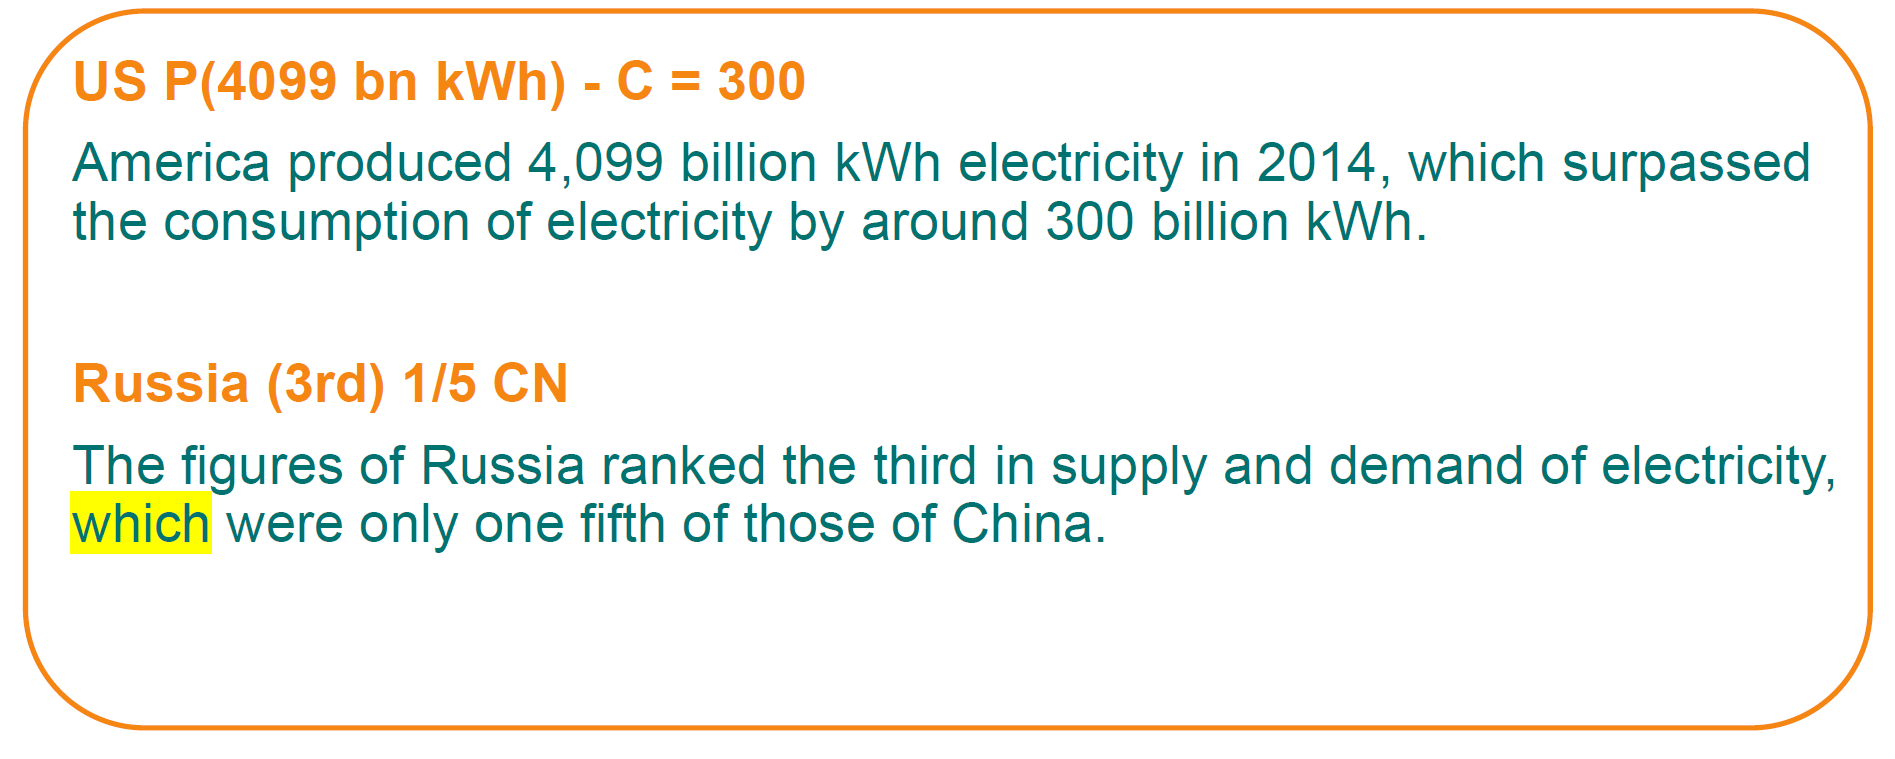 US P(4099 bn kWh) - C = 300
America produced 4,099 billion kWh electricity in 2014, which surpassed
the consumption of electricity by around 300 billion kWh.
Russia (3rd) 1/5 CN
The figures of Russia ranked the third in supply and demand of electricity,
which were only one fifth of those of China.